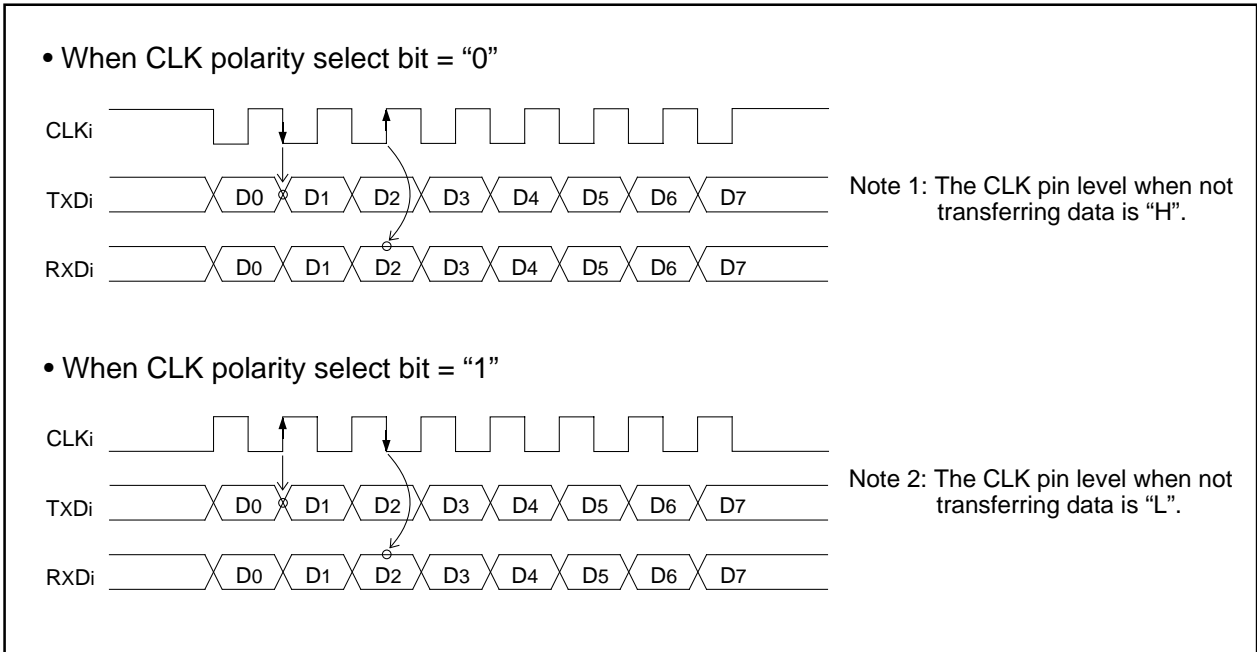 • When CLK polarity select bit = “0”
CLKi
TXDi D0 D1 D2 D3 D4 D5 D6 D7
RXDi D0 D1 D2 D3 D4 D5 D6 D7
Note 1: The CLK pin level when not
transferring data is “H”.
• When CLK polarity select bit = “1”
CLKi
TXDi D0 D1 D2 D3 D4 D5 D6 D7
RXDi D0 D1 D2 D3 D4 D5 D6 D7
Note 2: The CLK pin level when not
transferring data is “L”.